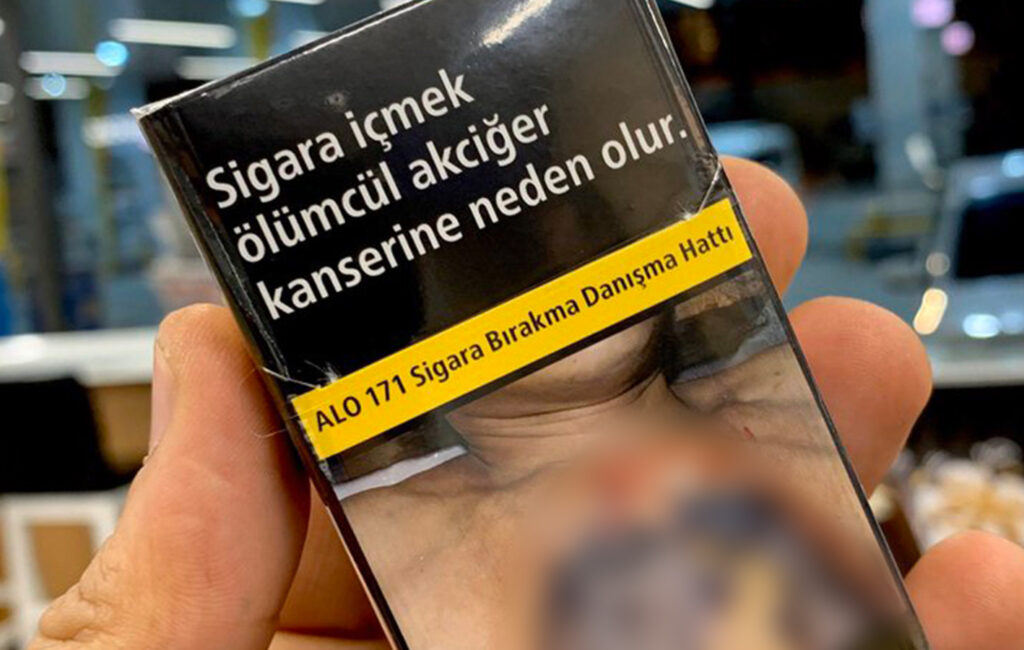 Sigara içmek
ölümcül akciğer
kanserine neden olur.
ALO 171 Sigara Bırakma Danışma Hattı